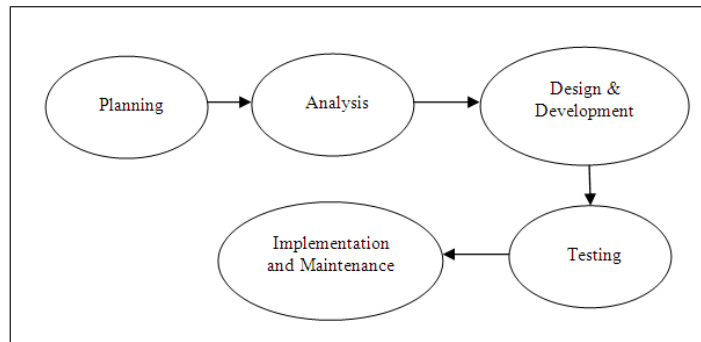 Planning
Analysis
Design &
Development
Testing
Implementation
and Maintenance